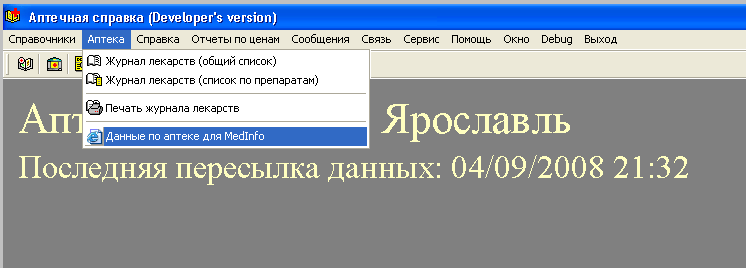 Аптечная справка (Developer's version)
Справочники Аптека Справка Отчеты по ценам Сообщения Связь Сервис Помощь Окно Debug Выход
Журнал лекарств (общий список)
Журнал лекарств (список по препаратам)
Печать журнала лекарств
Данные по аптеке для MedInfo
Ярославль
Последняя пересылка данных: 04/09/2008 21:32